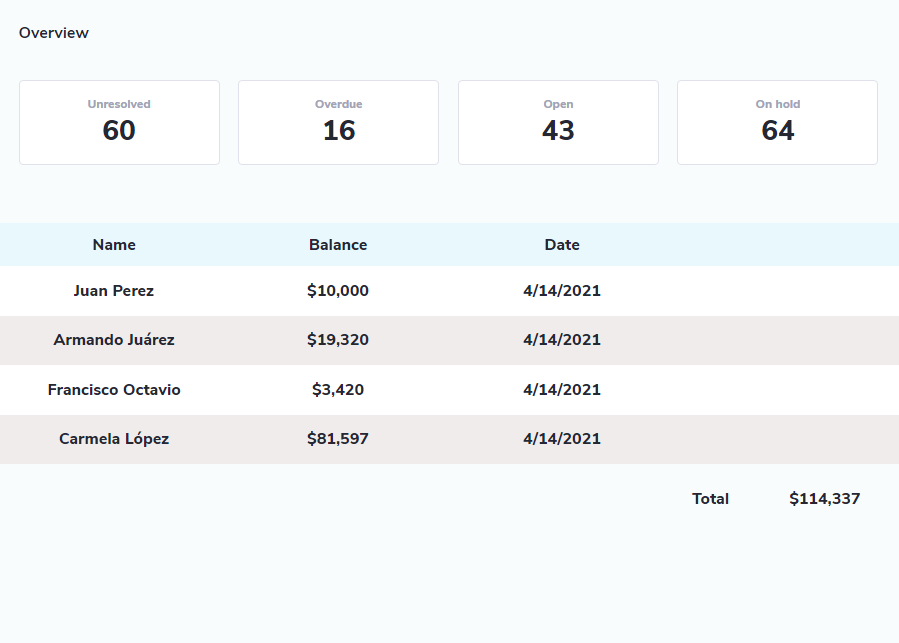 Overview
Unresolved Overdue Open On hold
60 16 43 64
Name Balance Date
Juan Perez $10,000 4/14/2021
Armando Juárez $19,320 4/14/2021
Francisco Octavio $3,420 4/14/2021
Carmela López $81,597 4/14/2021
Total $114,337